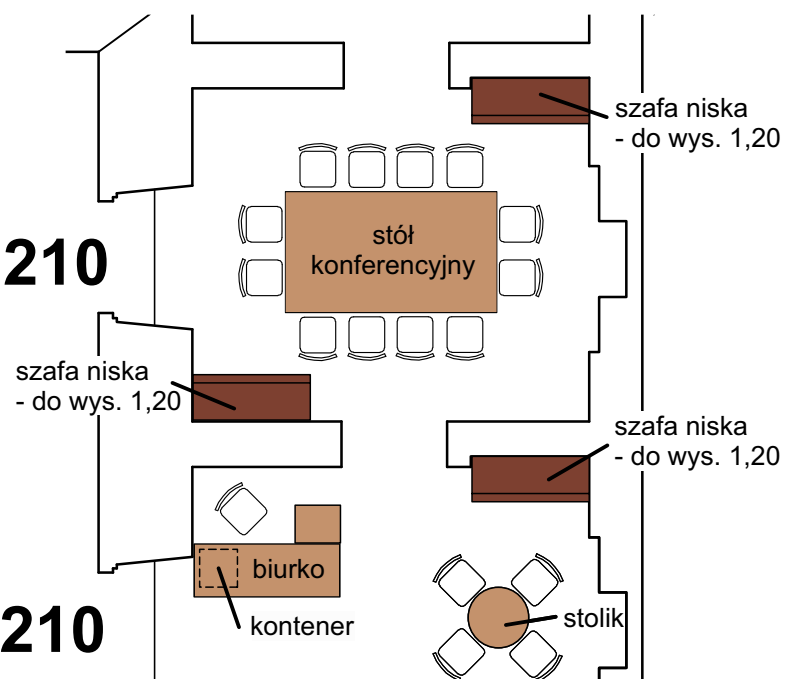 szafa niska
- do wys. 1,20
stół
konferencyjny
210
szafa niska
- do wys. 1,20
szafa niska
- do wys. 1,20
biurko
kontener
stolik
210